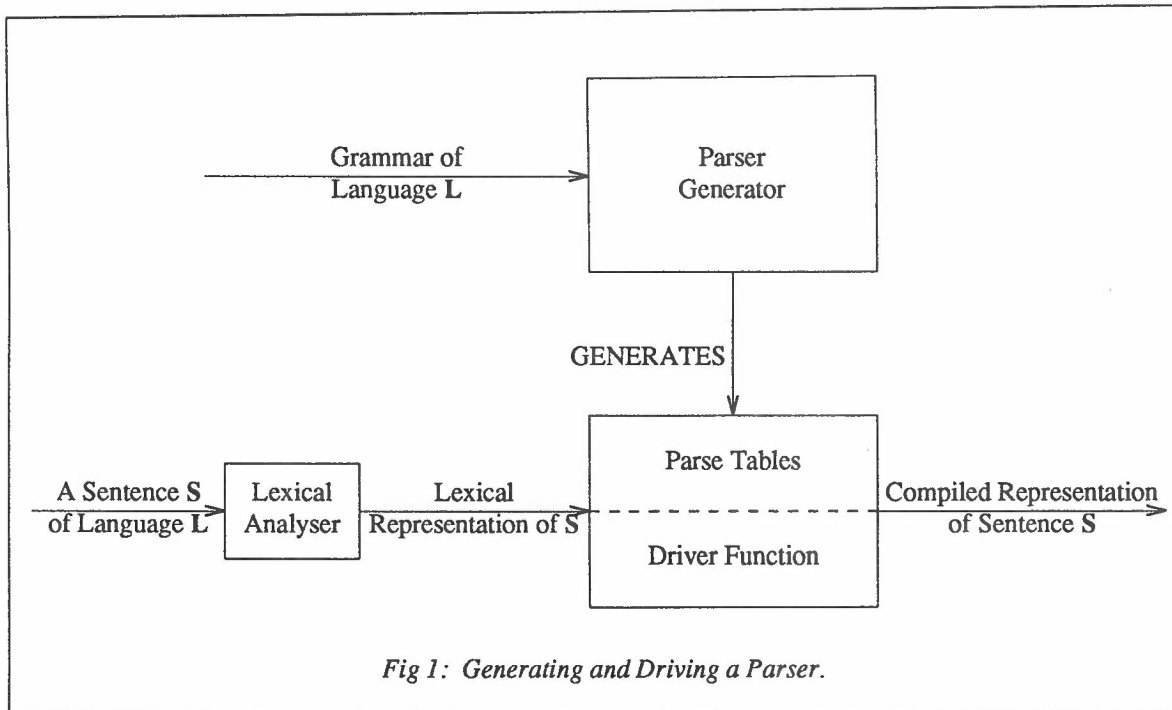 Grammar of
Language L
Parser
Generator
GENERATES
A Sentence S
of Language L
Lexical
Analyser
Lexical
Representation of S
Parse Tables
Driver Function
Compiled Representation
of Sentence S
Fig 1: Generating and Driving a Parser.